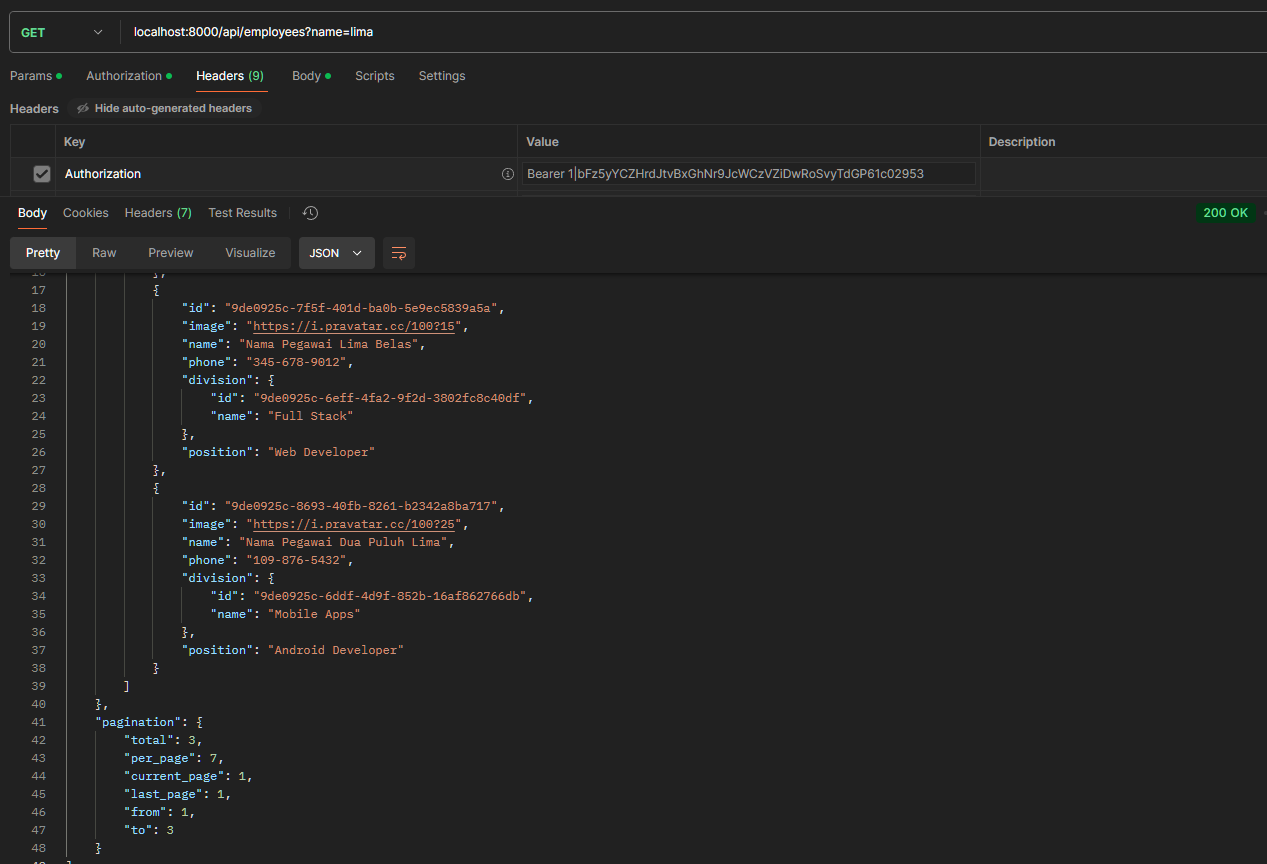 GET localhost:8000/api/employees?name=lima
Params Authorization Headers (9) Body Scripts Settings
Headers Hide auto-generated headers
Key Value Description
Authorization Bearer 1|bFz5yYCZHrdJtvBxGhNr9JcWCzVZiDwRoSvyTdGP61c02953
Body Cookies Headers (7) Test Results 200 OK
Pretty Raw Preview Visualize JSON
16 },
17 {
18 "id": "9de0925c-7f5f-401d-ba0b-5e9ec5839a5a",
19 "image": "https://i.pravatar.cc/100?15",
20 "name": "Nama Pegawai Lima Belas",
21 "phone": "345-678-9012",
22 "division": {
23 "id": "9de0925c-6eff-4fa2-9f2d-3802fc8c40df",
24 "name": "Full Stack"
25 },
26 "position": "Web Developer"
27 },
28 {
29 "id": "9de0925c-8693-40fb-8261-b2342a8ba717",
30 "image": "https://i.pravatar.cc/100?25",
31 "name": "Nama Pegawai Dua Puluh Lima",
32 "phone": "109-876-5432",
33 "division": {
34 "id": "9de0925c-6ddf-4d9f-852b-16af862766db",
35 "name": "Mobile Apps"
36 },
37 "position": "Android Developer"
38 }
39 ]
40 },
41 "pagination": {
42 "total": 3,
43 "per_page": 7,
44 "current_page": 1,
45 "last_page": 1,
46 "from": 1,
47 "to": 3
48 }